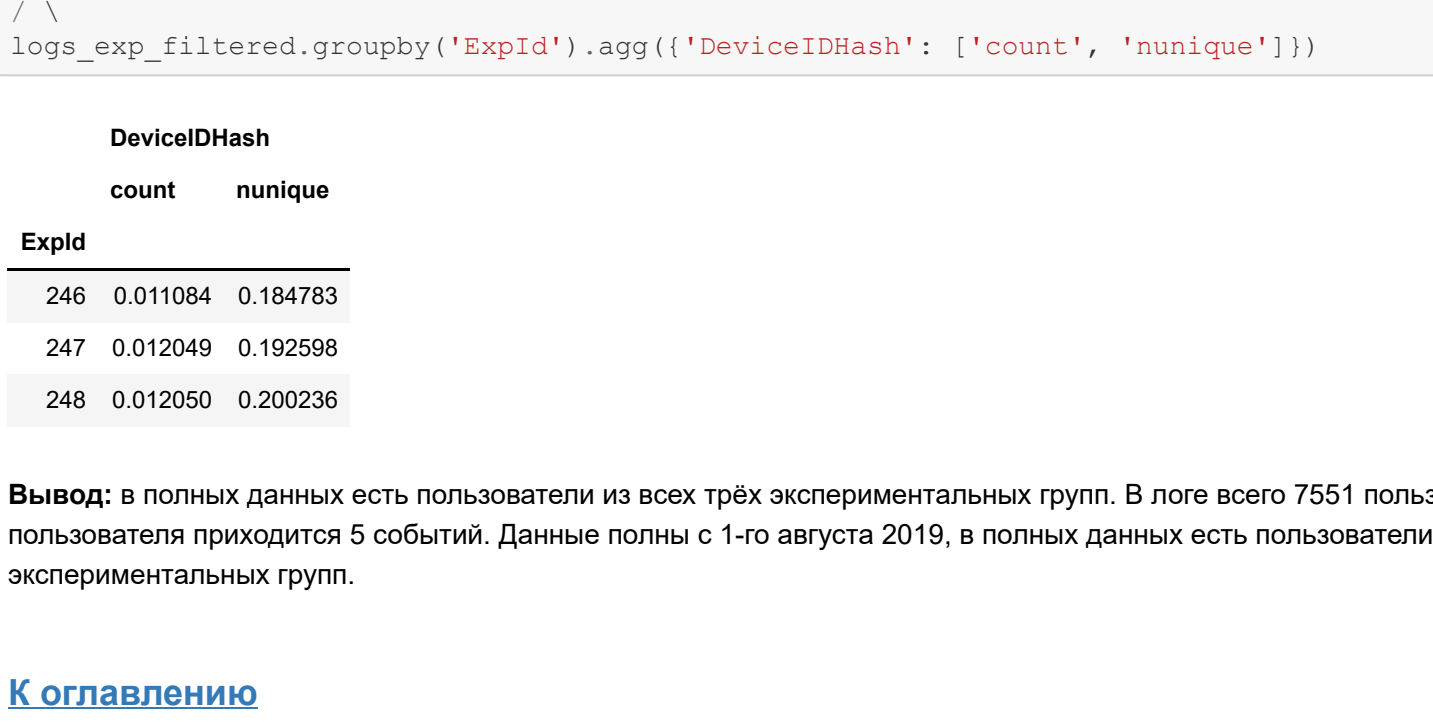 / \
logs_exp_filtered.groupby('ExpId').agg({'DeviceIDHash': ['count', 'nunique']})
DeviceIDHash
count nunique
ExpId
246 0.011084 0.184783
247 0.012049 0.192598
248 0.012050 0.200236
Вывод: в полных данных есть пользователи из всех трёх экспериментальных групп. В логе всего 7551
пользователя приходится 5 событий. Данные полны с 1-го августа 2019, в полных данных есть пользователи
экспериментальных групп.
К оглавлению